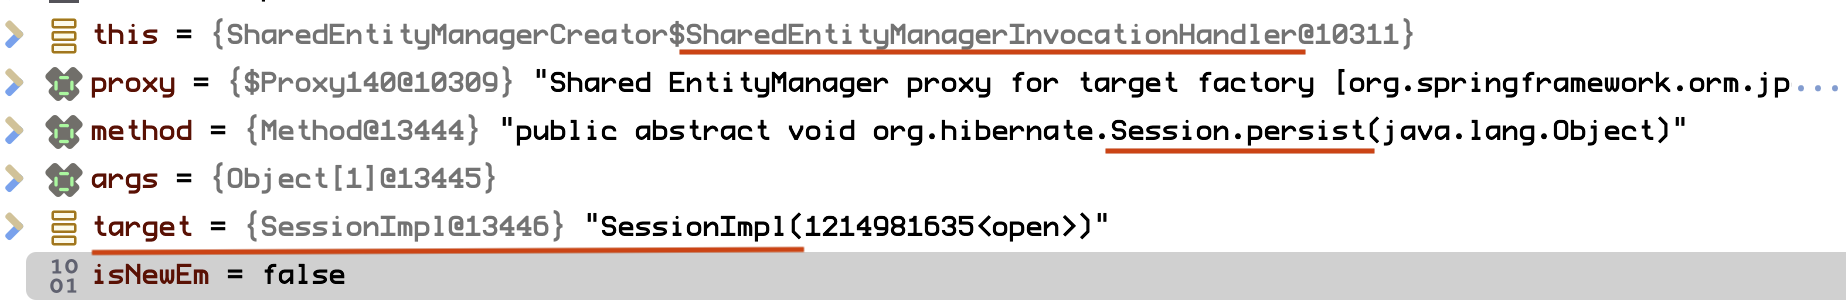 this = {SharedEntityManagerCreator$SharedEntityManagerInvocationHandler@10311}
proxy = {$Proxy140@10309} "Shared EntityManager proxy for target factory [org.springframework.orm.jp...
method = {Method@13444} "public abstract void org.hibernate.Session.persist(java.lang.Object)"
args = {Object[1]@13445}
target = {SessionImpl@13446} "SessionImpl(1214981635<open>)"
10 01 isNewEm = false